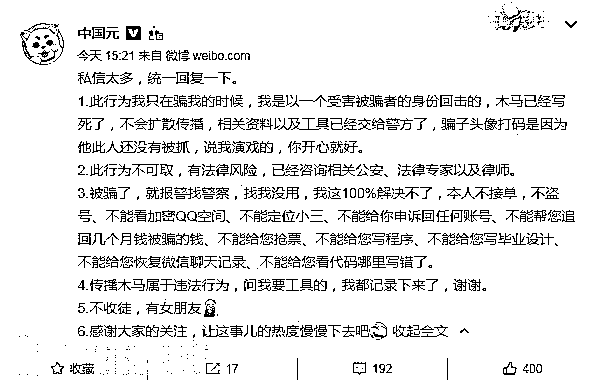 中国元
今天 15:21 来自 微博 weibo.com
私信太多，统一回复一下。
1.此行为我只在骗我的时候，我是以一个受害被骗者的身份回击的，木马已经写
死了，不会扩散传播，相关资料以及工具已经交给警方了，骗子头像打码是因为
他此人还没有被抓，说我演戏的，你开心就好。
2.此行为不可取，有法律风险，已经咨询相关公安、法律专家以及律师。
3.被骗了，就报警找警察，找我没用，我这100%解决不了，本人不接单，不盗
号、不能看加密QQ空间、不能定位小三、不能给你申诉回任何账号、不能帮您追
回几个月钱被骗的钱、不能给您抢票、不能给您写程序、不能给您写毕业设计、
不能给您恢复微信聊天记录、不能给您看代码哪里写错了。
4.传播木马属于违法行为，问我要工具的，我都记录下来了，谢谢。
5.不收徒，有女朋友
6.感谢大家的关注，让这事儿的热度慢慢下去吧 收起全文
收藏 17 192 400